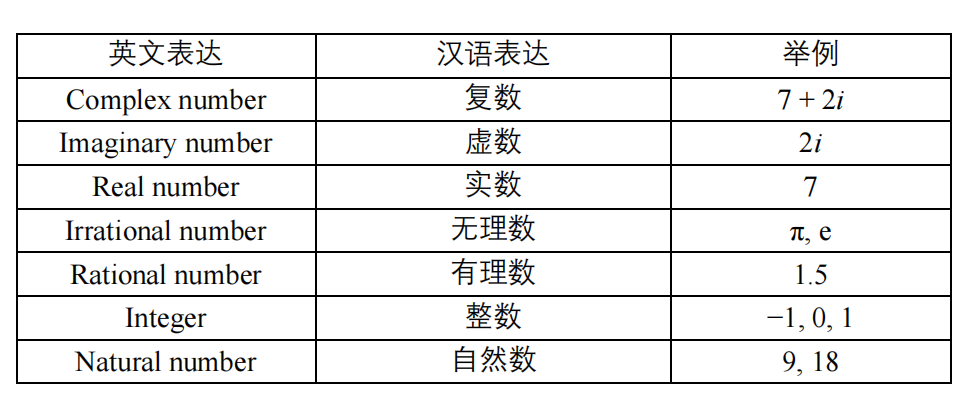 英文表达 汉语表达 举例
Complex number 复数 7 + 2i
Imaginary number 虚数 2i
Real number 实数 7
Irrational number 无理数 π, e
Rational number 有理数 1.5
Integer 整数 −1, 0, 1
Natural number 自然数 9, 18